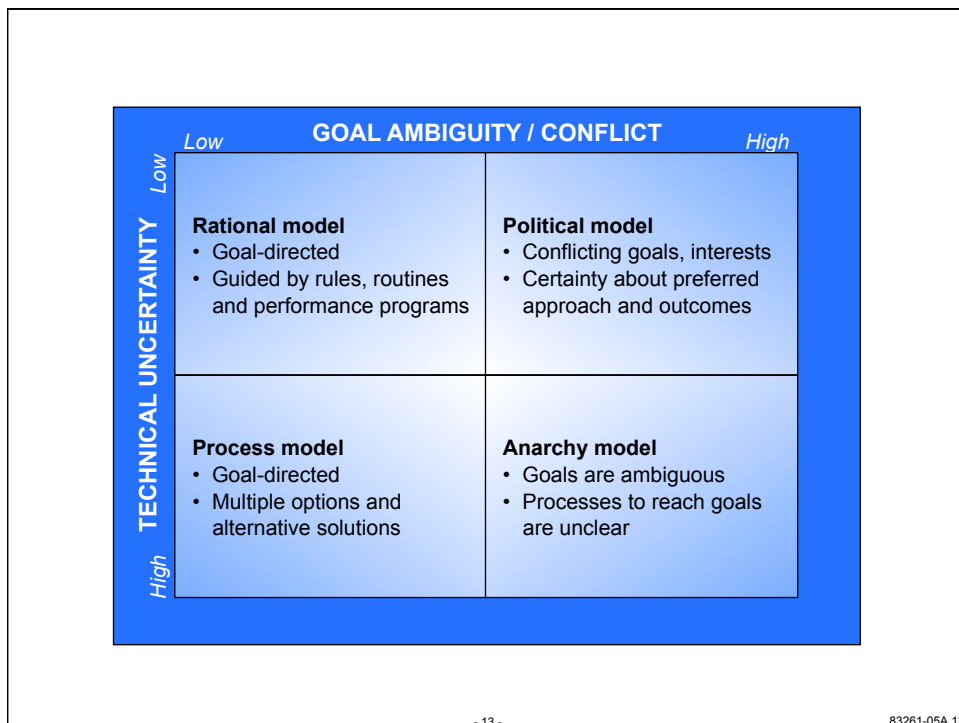 GOAL AMBIGUITY / CONFLICT
Low
High
Low
TECHNICAL UNCERTAINTY
High
Rational model
• Goal-directed
• Guided by rules, routines
and performance programs
Political model
• Conflicting goals, interests
• Certainty about preferred
approach and outcomes
Process model
• Goal-directed
• Multiple options and
alternative solutions
Anarchy model
• Goals are ambiguous
• Processes to reach goals
are unclear
- 13 -